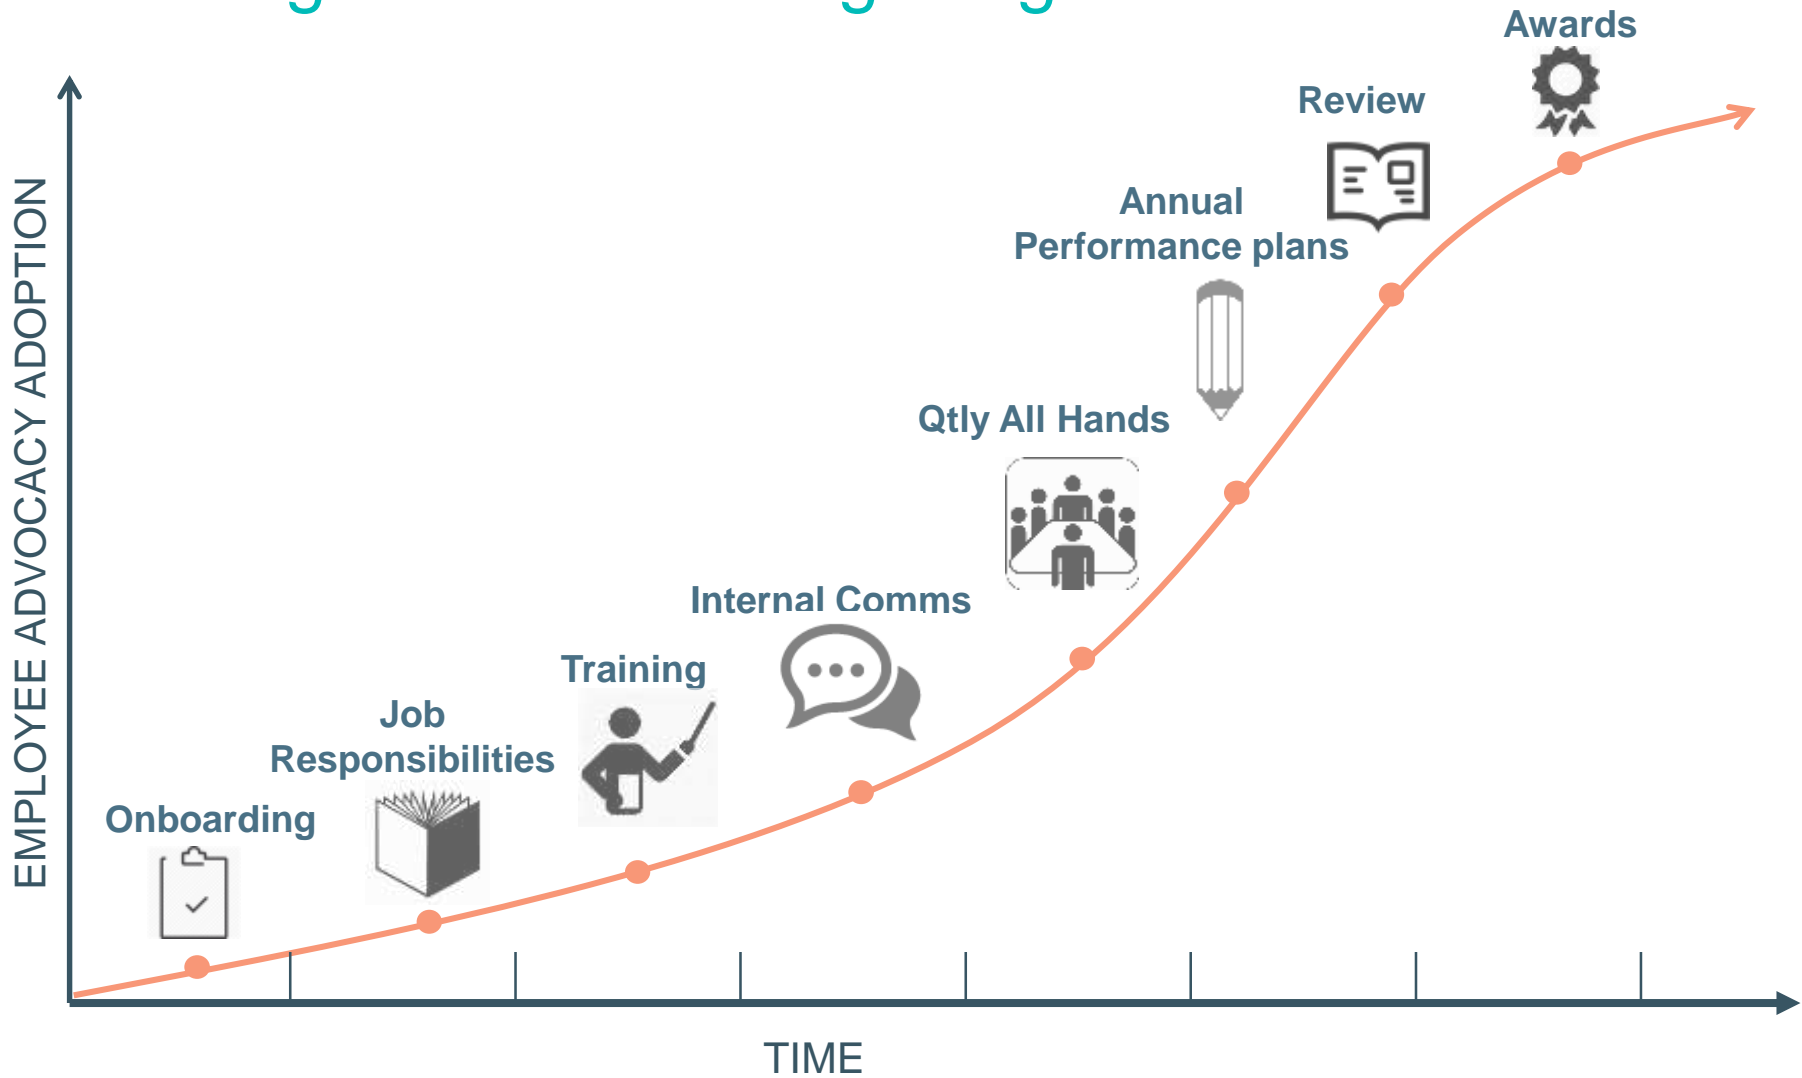 Awards
Review
Annual
Performance plans
Qtly All Hands
Internal Comms
Training
Job
Responsibilities
Onboarding
EMPLOYEE ADVOCACY ADOPTION
TIME